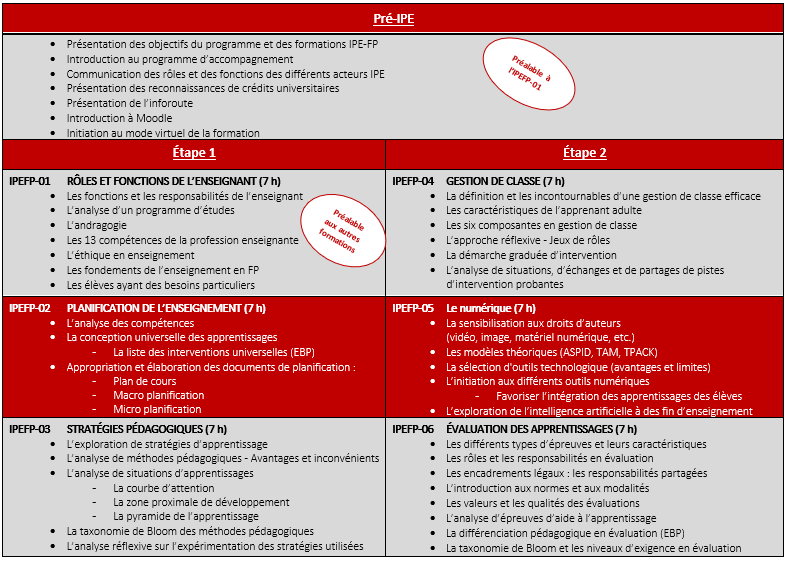 Pré-IPE
• Présentation des objectifs du programme et des formations IPE-FP
• Introduction au programme d'accompagnement
• Communication des rôles et des fonctions des différents acteurs IPE
• Présentation des reconnaissances de crédits universitaires
• Présentation de l'inforoute
• Introduction à Moodle
• Initiation au mode virtuel de la formation
Préalable à
l'IPEFP-01
Étape 1
IPEFP-01 RÔLES ET FONCTIONS DE L'ENSEIGNANT (7 h)
• Les fonctions et les responsabilités de l'enseignant
• L'analyse d'un programme d'études
• L'andragogie
• Les 13 compétences de la profession enseignante
• L'éthique en enseignement
• Les fondements de l'enseignement en FP
• Les élèves ayant des besoins particuliers
Préalable
aux autres
formations
IPEFP-02 PLANIFICATION DE L'ENSEIGNEMENT (7 h)
• L'analyse des compétences
• La conception universelle des apprentissages
- La liste des interventions universelles (EBP)
• Appropriation et élaboration des documents de planification :
- Plan de cours
- Macro planification
- Micro planification
IPEFP-03 STRATÉGIES PÉDAGOGIQUES (7 h)
• L'exploration de stratégies d'apprentissage
• L'analyse de méthodes pédagogiques - Avantages et inconvénients
• L'analyse de situations d'apprentissages
- La courbe d'attention
- La zone proximale de développement
- La pyramide de l'apprentissage
• La taxonomie de Bloom des méthodes pédagogiques
• L'analyse réflexive sur l'expérimentation des stratégies utilisées
Étape 2
IPEFP-04 GESTION DE CLASSE (7 h)
• La définition et les incontournables d'une gestion de classe efficace
• Les caractéristiques de l'apprenant adulte
• Les six composantes en gestion de classe
• L'approche réflexive - Jeux de rôles
• La démarche graduée d'intervention
• L'analyse de situations, d'échanges et de partages de pistes
d'intervention probantes
IPEFP-05 Le numérique (7 h)
• La sensibilisation aux droits d'auteurs
(vidéo, image, matériel numérique, etc.)
• Les modèles théoriques (ASPID, TAM, TPACK)
• La sélection d'outils technologique (avantages et limites)
• L'initiation aux différents outils numériques
- Favoriser l'intégration des apprentissages des élèves
• L'exploration de l'intelligence artificielle à des fin d'enseignement
IPEFP-06 ÉVALUATION DES APPRENTISSAGES (7 h)
• Les différents types d'épreuves et leurs caractéristiques
• Les rôles et les responsabilités en évaluation
• Les encadrements légaux : les responsabilités partagées
• L'introduction aux normes et aux modalités
• Les valeurs et les qualités des évaluations
• L'analyse d'épreuves d'aide à l'apprentissage
• La différenciation pédagogique en évaluation (EBP)
• La taxonomie de Bloom et les niveaux d'exigence en évaluation